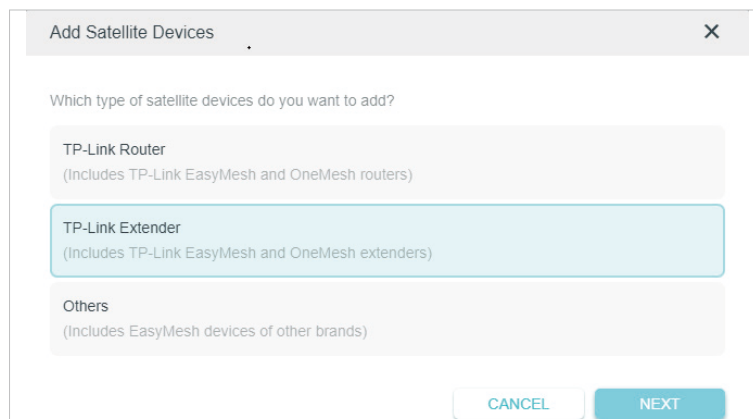 Add Satellite Devices
Which type of satellite devices do you want to add?
TP-Link Router
(Includes TP-Link EasyMesh and OneMesh routers)
TP-Link Extender
(Includes TP-Link EasyMesh and OneMesh extenders)
Others
(Includes EasyMesh devices of other brands)
CANCEL NEXT